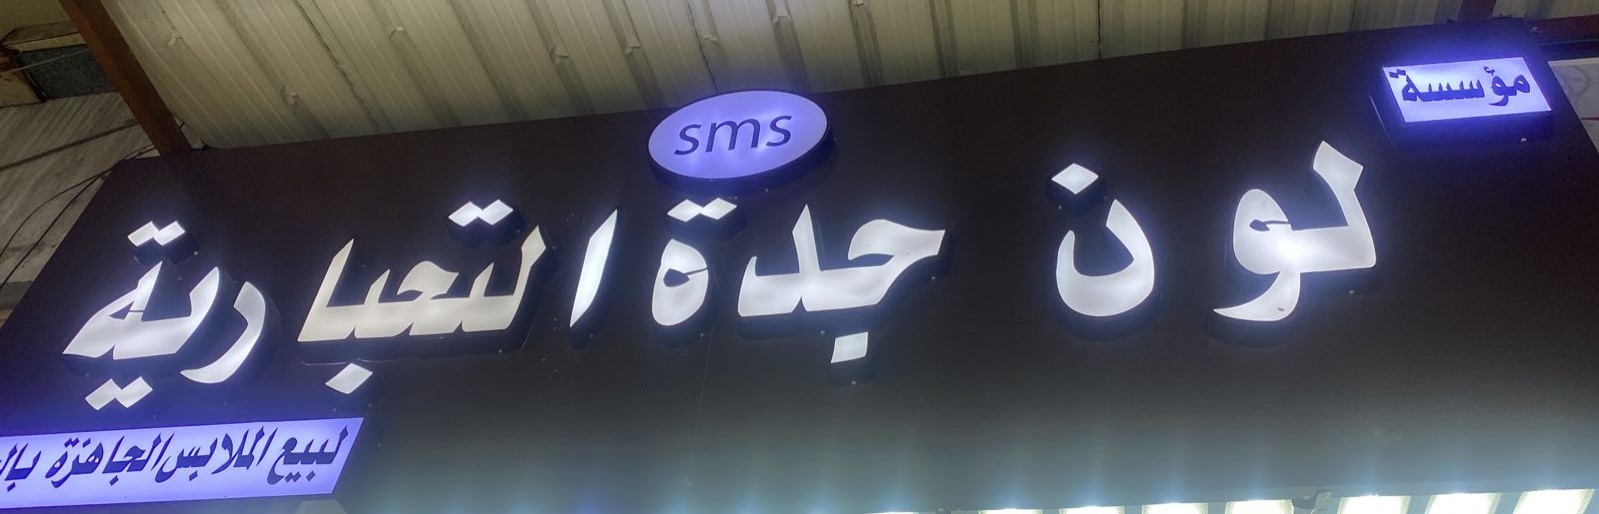 مؤسسة
sms
لون جدة التجارية
لبيع الملابس الجاهزة